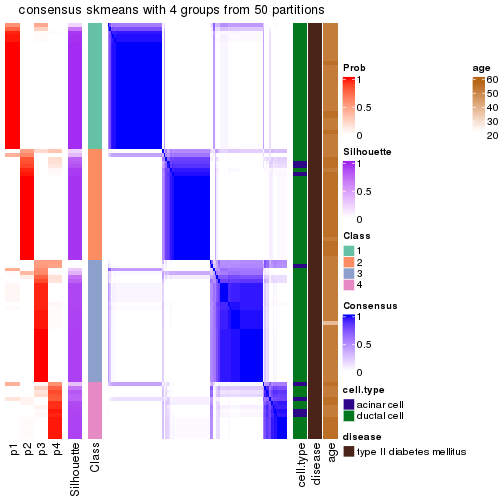 consensus skmeans with 4 groups from 50 partitions
p1
p2
p3
p4
Silhouette
Class
cell.type
disease
age
Prob
1
0.5
0
Silhouette
1
0.5
0
Class
1
2
3
4
Consensus
1
0.5
0
cell.type
acinar cell
ductal cell
disease
type II diabetes mellitus
age
60
50
40
30
20